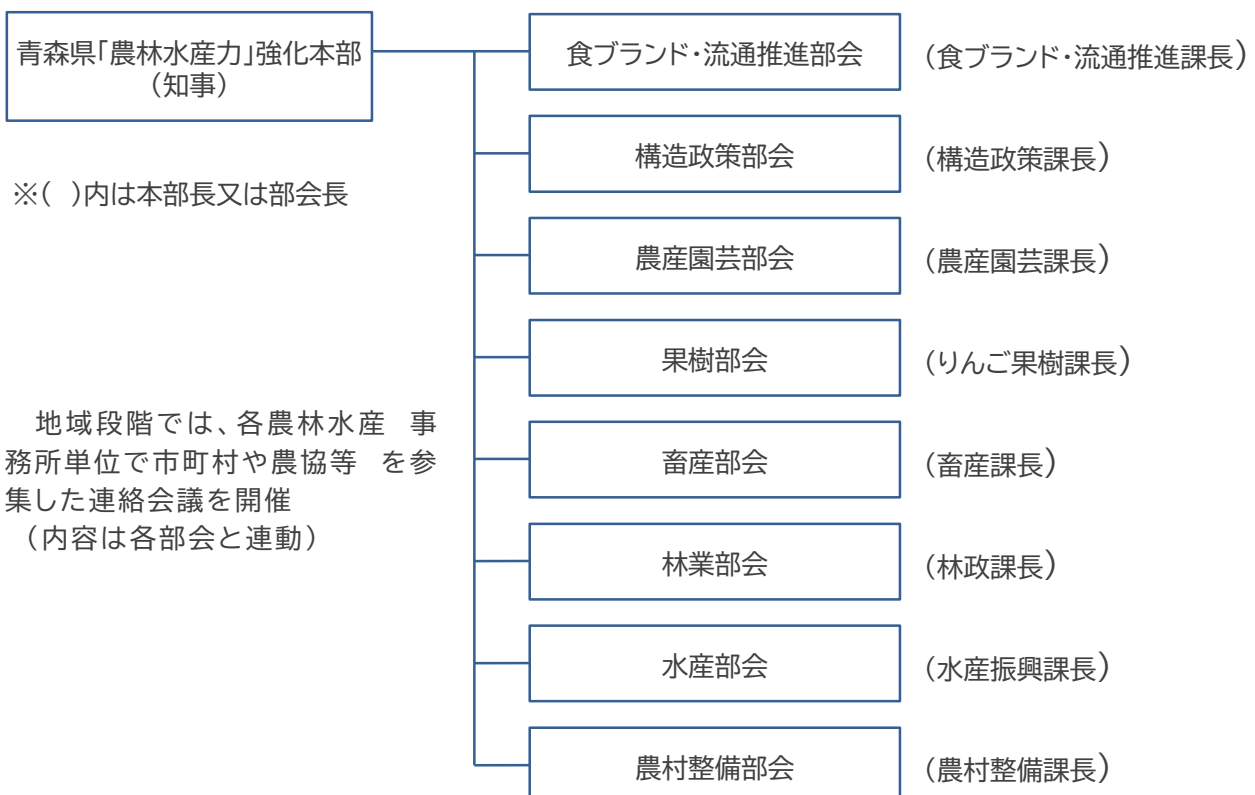 青森県「農林水産力」強化本部
(知事)
食ブランド・流通推進部会
(食ブランド・流通推進課長)
構造政策部会
(構造政策課長)
※( )内は本部長又は部会長
農産園芸部会
(農産園芸課長)
果樹部会
(りんご果樹課長)
地域段階では、各農林水産 事
務所単位で市町村や農協等 を参
集した連絡会議を開催
(内容は各部会と連動)
畜産部会
(畜産課長)
林業部会
(林政課長)
水産部会
(水産振興課長)
農村整備部会
(農村整備課長)